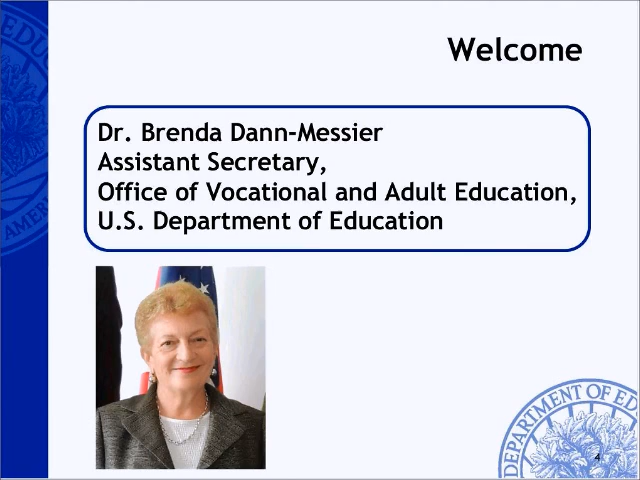 Welcome
Dr. Brenda Dann-Messier
Assistant Secretary,
Office of Vocational and Adult Education,
U.S. Department of Education
DEPARTMENT OF ED
4